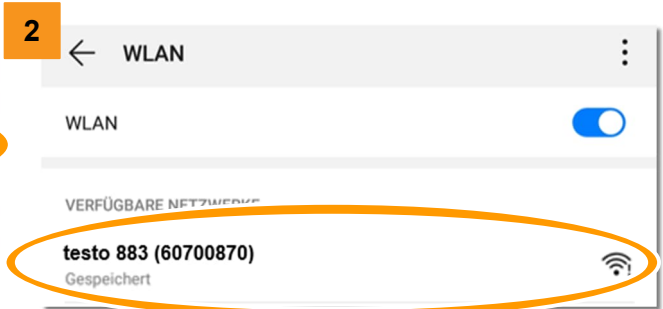 2
WLAN
WLAN
VERFÜGBARE NETZWERKE
testo 883 (60700870)
Gespeichert